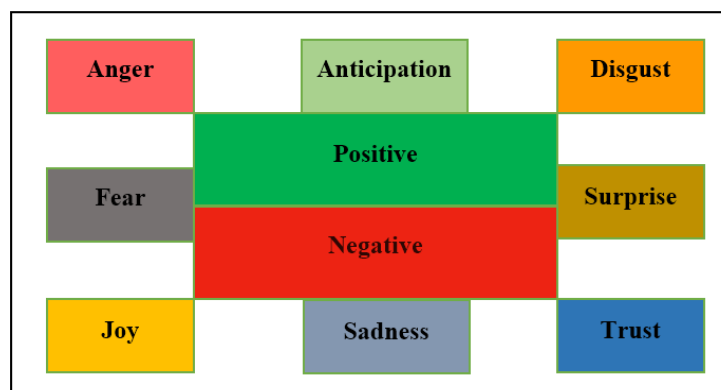 Anger
Anticipation
Disgust
Positive
Fear
Surprise
Negative
Joy
Sadness
Trust